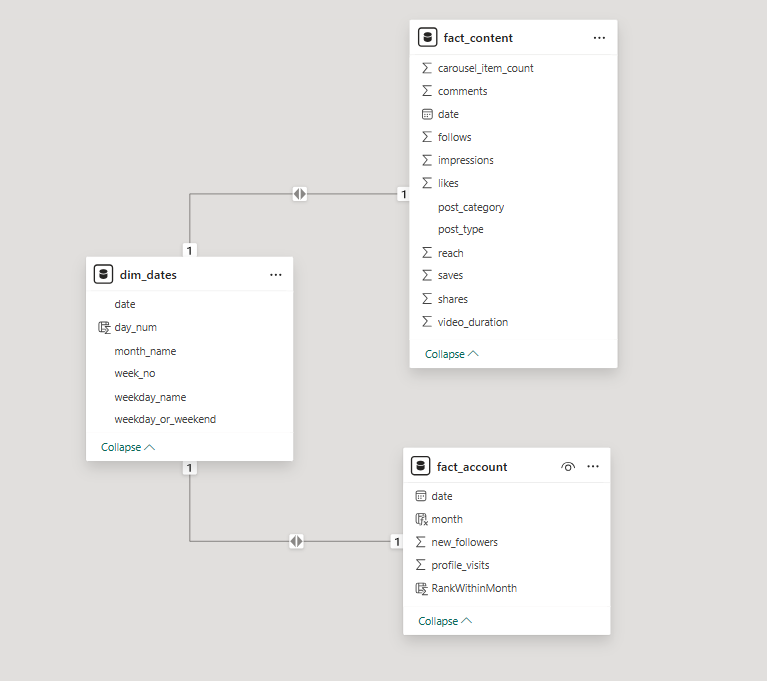 fact_content
carousel_item_count
comments
date
follows
impressions
likes
post_category
post_type
reach
saves
shares
video_duration
Collapse
1
1
dim_dates
date
day_num
month_name
week_no
weekday_name
weekday_or_weekend
Collapse
1
1
fact_account
date
month
new_followers
profile_visits
RankWithinMonth
Collapse